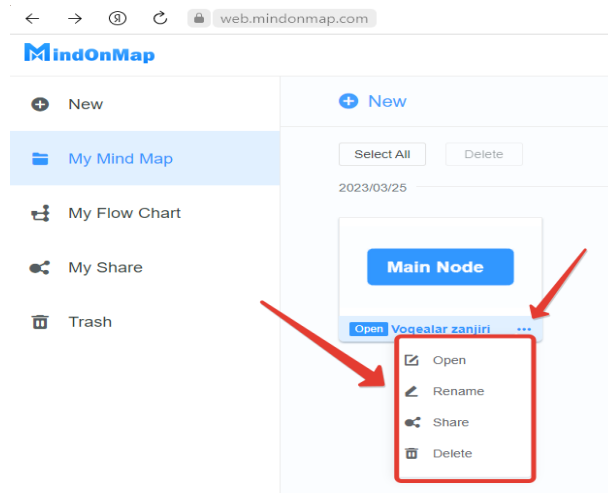 web.mindonmap.com
MindOnMap
New
My Mind Map
My Flow Chart
My Share
Trash
New
Select All Delete
2023/03/25
Main Node
Open Voqealar zanjiri ...
Open
Rename
Share
Delete